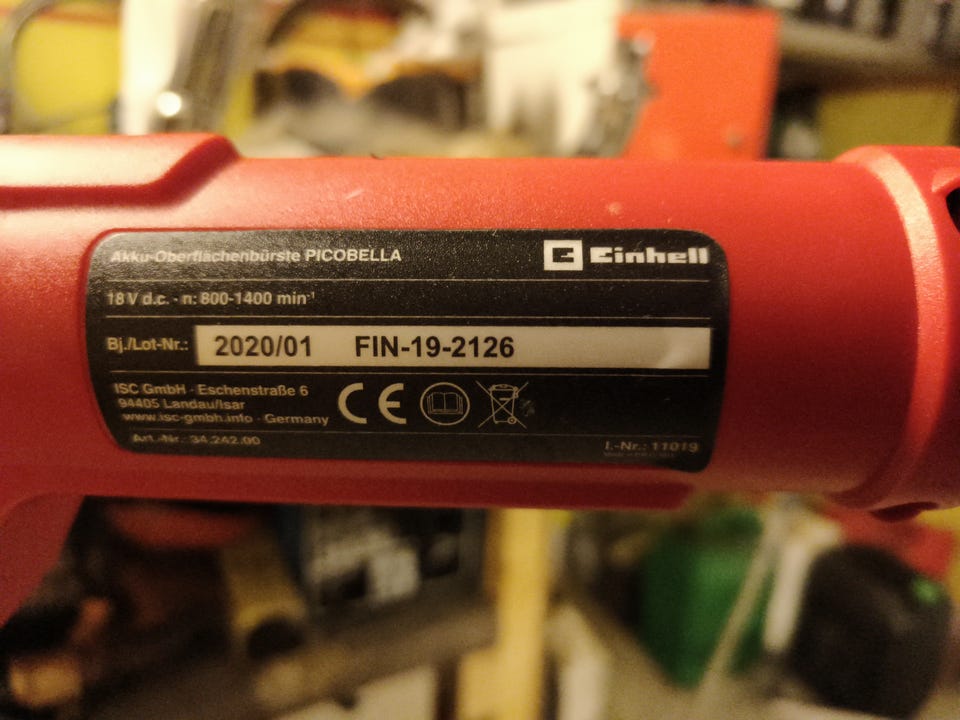 Akku-Oberflächenbürste PICOBELLA
Einhell
18 V d.c. · n: 800-1400 min⁻¹
Bj./Lot-Nr.: 2020/01 FIN-19-2126
ISC GmbH · Eschenstraße 6
94405 Landau/Isar
www.isc-gmbh.info · Germany
CE
Art.-Nr.: 34.242.00
I.-Nr.: 11019